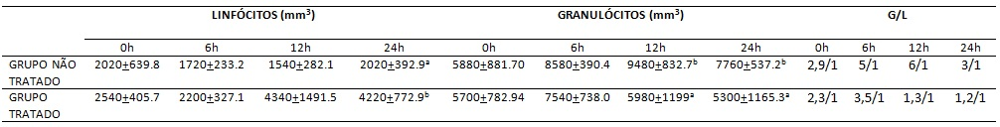 LINFÓCITOS (mm³) GRANULÓCITOS (mm³) G/L
0h 6h 12h 24h 0h 6h 12h 24h 0h 6h 12h 24h
GRUPO NÃO TRATADO 2020±639.8 1720±233.2 1540±282.1 2020±392.9ᵃ 5880±881.70 8580±390.4 9480±832.7ᵇ 7760±537.2ᵇ 2,9/1 5/1 6/1 3/1
GRUPO TRATADO 2540±405.7 2200±327.1 4340±1491.5 4220±772.9ᵇ 5700±782.94 7540±738.0 5980±1199ᵃ 5300±1165.3ᵃ 2,3/1 3,5/1 1,3/1 1,2/1